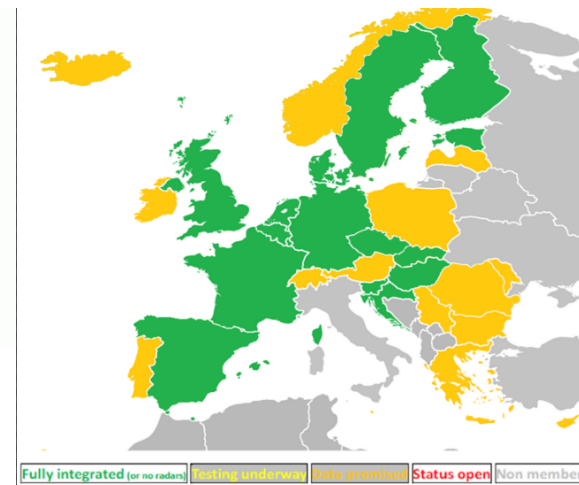 Fully integrated (or no radars) Testing underway Data promised Status open Non member